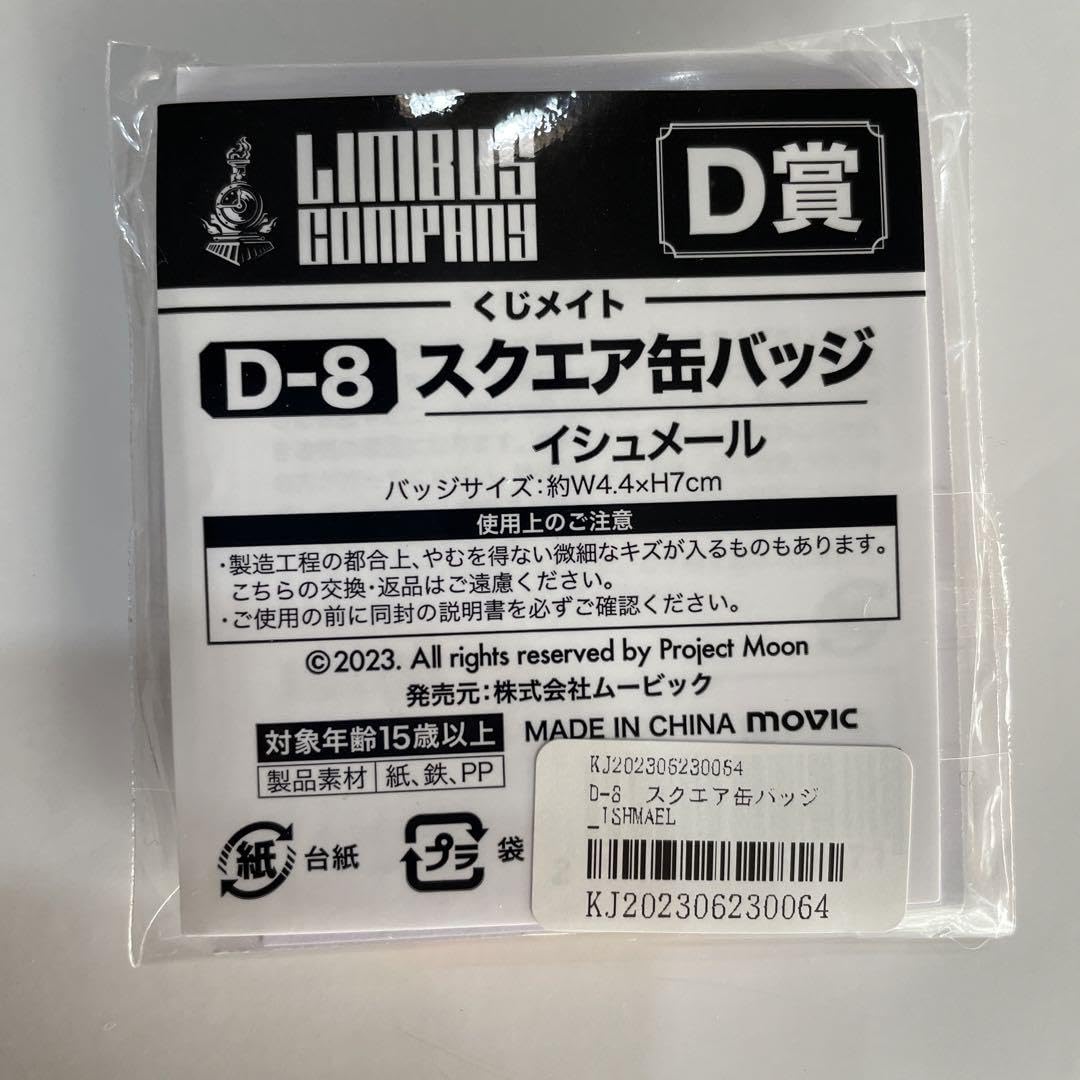 LIMBUS
COMPANY
D賞
くじメイト
D-8 スクエア缶バッジ
イシュメール
バッジサイズ:約W4.4×H7cm
使用上のご注意
・製造工程の都合上、やむを得ない微細なキズが入るものもあります。
こちらの交換・返品はご遠慮ください。
・ご使用の前に同封の説明書を必ずご確認ください。
©2023. All rights reserved by Project Moon
発売元:株式会社ムービック
対象年齢15歳以上 MADE IN CHINA movic
製品素材 紙、鉄、PP
紙 台紙 プラ 袋
KJ202306230064
D-8 スクエア缶バッジ
_ISHMAEL
KJ202306230064